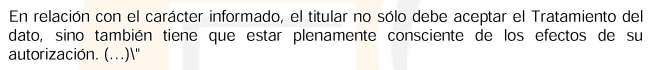 En relación con el carácter informado, el titular no sólo debe aceptar el Tratamiento del
dato, sino también tiene que estar plenamente consciente de los efectos de su
autorización. (...)\"